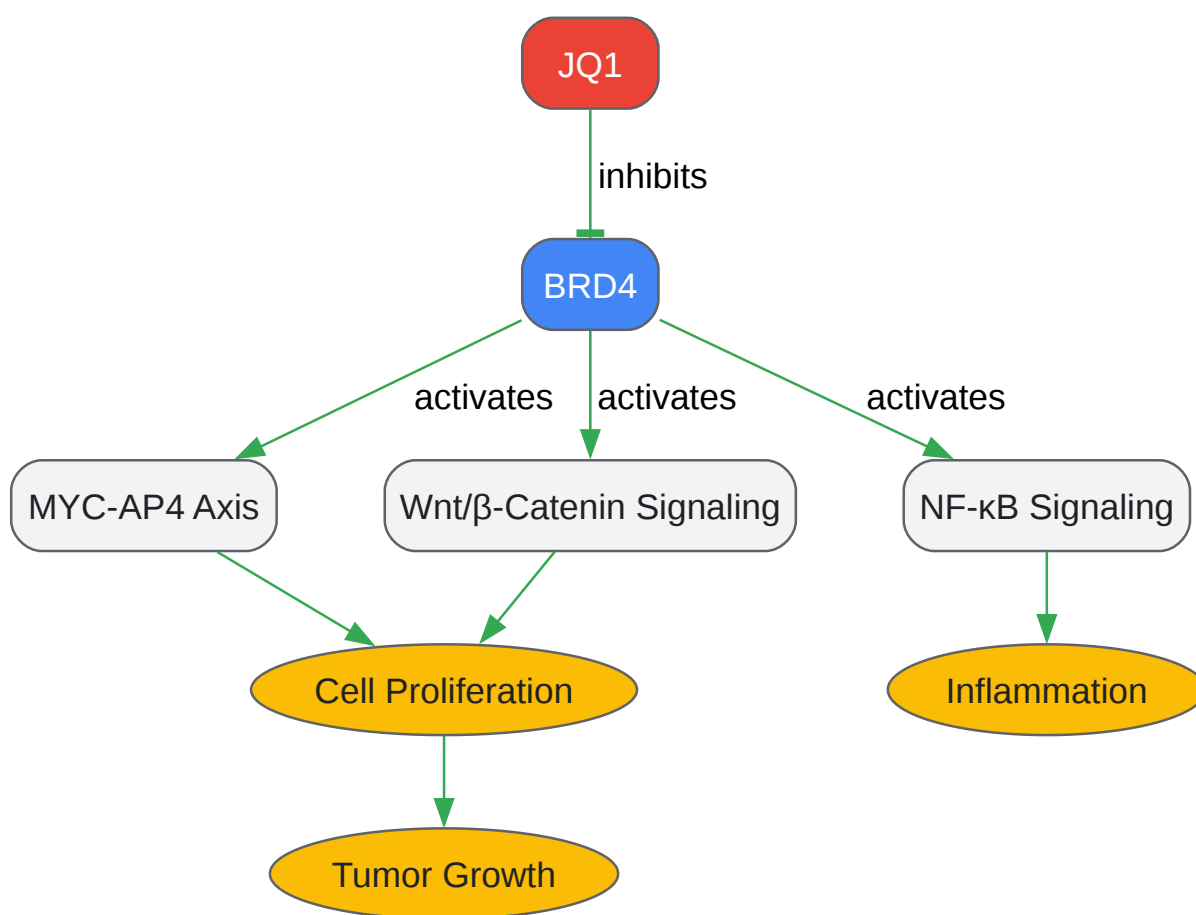 JQ1
inhibits
BRD4
activates
activates
activates
MYC-AP4 Axis
Wnt/β-Catenin Signaling
NF-κB Signaling
Cell Proliferation
Inflammation
Tumor Growth